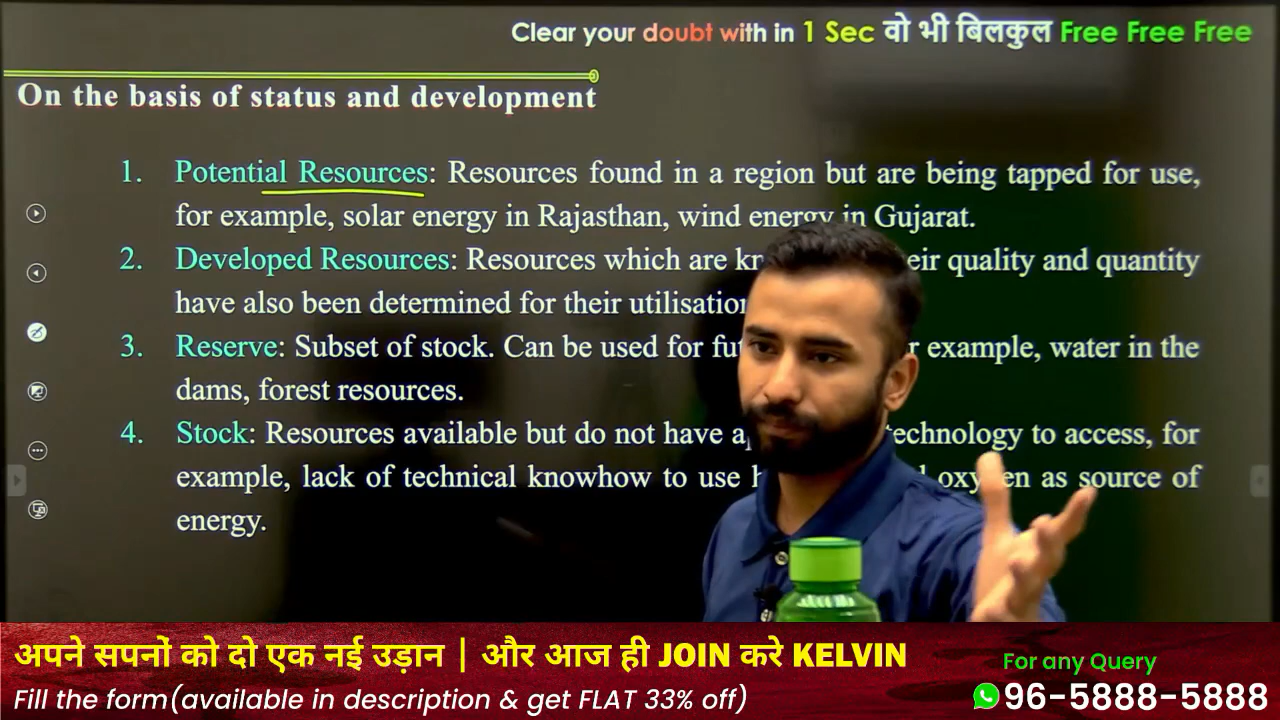 Clear your doubt with in 1 Sec वो भी बिलकुल Free Free Free
On the basis of status and development
1. Potential Resources: Resources found in a region but are being tapped for use,
for example, solar energy in Rajasthan, wind energy in Gujarat.
2. Developed Resources: Resources which are quality and quantity
have also been determined for their
3. Reserve: Subset of stock. Can be used for example, water in the
dams, forest resources.
4. Stock: Resources available but do not have technology to access, for
example, lack of technical knowhow to use as source of
energy.
अपने सपनों को दो एक नई उड़ान | और आज ही JOIN करे KELVIN
For any Query
Fill the form(available in description & get FLAT 33% off)
96-5888-5888